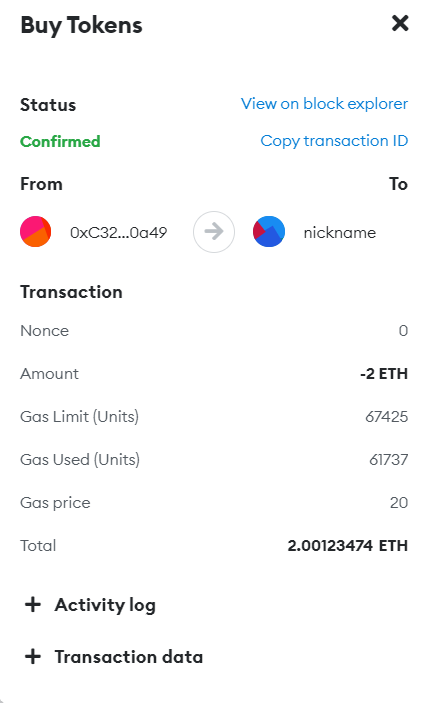 Buy Tokens
Status View on block explorer
Confirmed Copy transaction ID
From To
0xC32...0a49 nickname
Transaction
Nonce 0
Amount -2 ETH
Gas Limit (Units) 67425
Gas Used (Units) 61737
Gas price 20
Total 2.00123474 ETH
Activity log
Transaction data